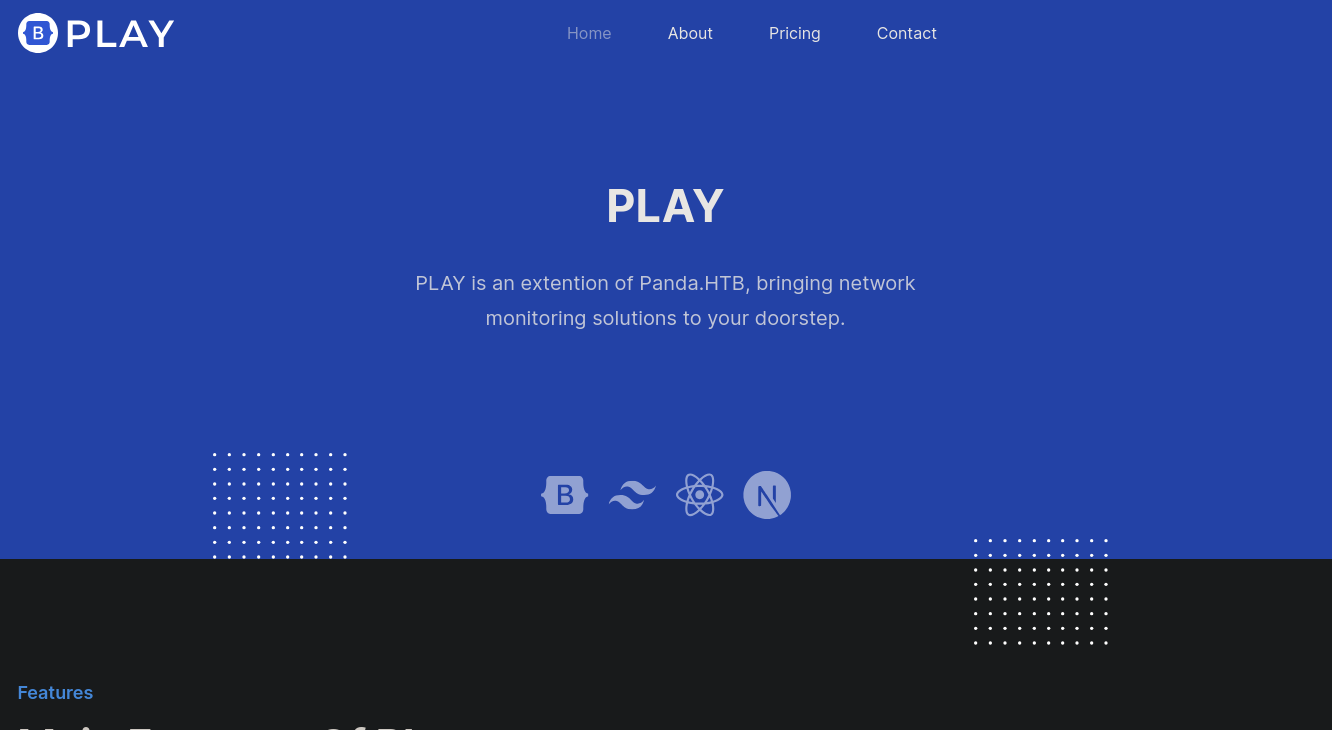 B PLAY
Home About Pricing Contact
PLAY
PLAY is an extention of Panda.HTB, bringing network
monitoring solutions to your doorstep.
B N
Features